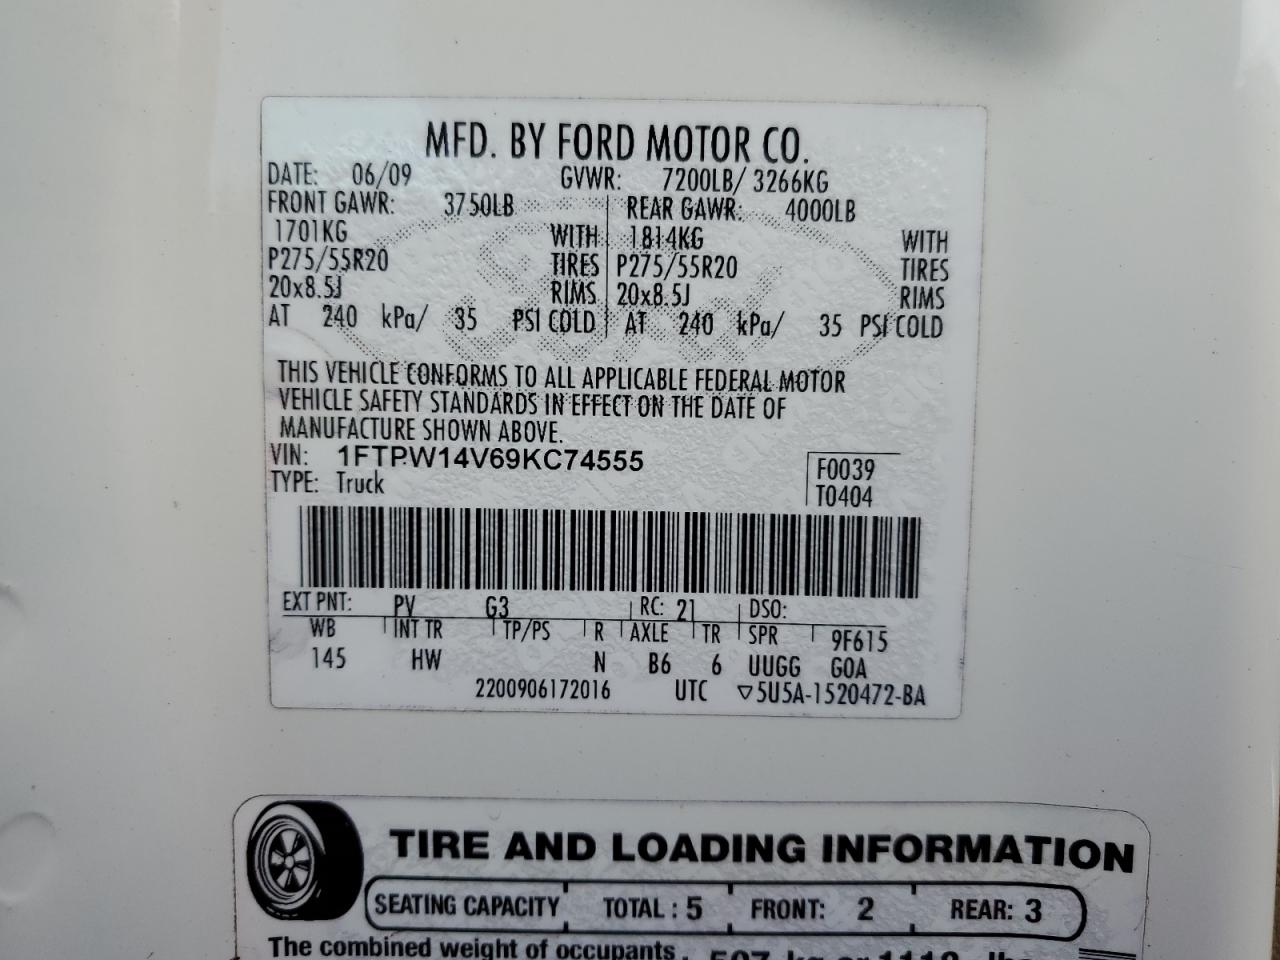 MFD. BY FORD MOTOR CO.
DATE: 06/09 GVWR: 7200LB/ 3266KG
FRONT GAWR: 3750LB REAR GAWR: 4000LB
1701KG WITH 1814KG WITH
P275/55R20 TIRES P275/55R20 TIRES
20x8.5J RIMS 20x8.5J RIMS
AT 240 kPa/ 35 PSI COLD AT 240 kPa/ 35 PSI COLD
THIS VEHICLE CONFORMS TO ALL APPLICABLE FEDERAL MOTOR
VEHICLE SAFETY STANDARDS IN EFFECT ON THE DATE OF
MANUFACTURE SHOWN ABOVE.
VIN: 1FTPW14V69KC74555 F0039
TYPE: Truck T0404
EXT PNT: PV G3 RC: 21 DSO:
WB INT TR TP/PS R AXLE TR SPR 9F615
145 HW N B6 6 UUGG GOA
2200906172016 UTC ▽5U5A-1520472-BA
TIRE AND LOADING INFORMATION
SEATING CAPACITY TOTAL : 5 FRONT: 2 REAR: 3
The combined weight of occupants